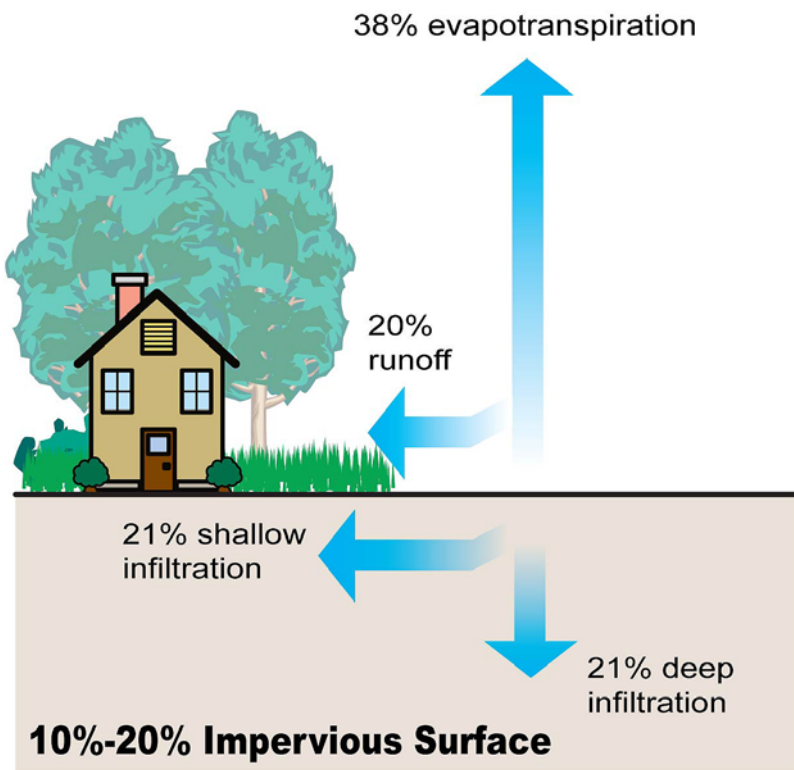 38% evapotranspiration
20%
runoff
21% shallow
infiltration
21% deep
infiltration
10%-20% Impervious Surface